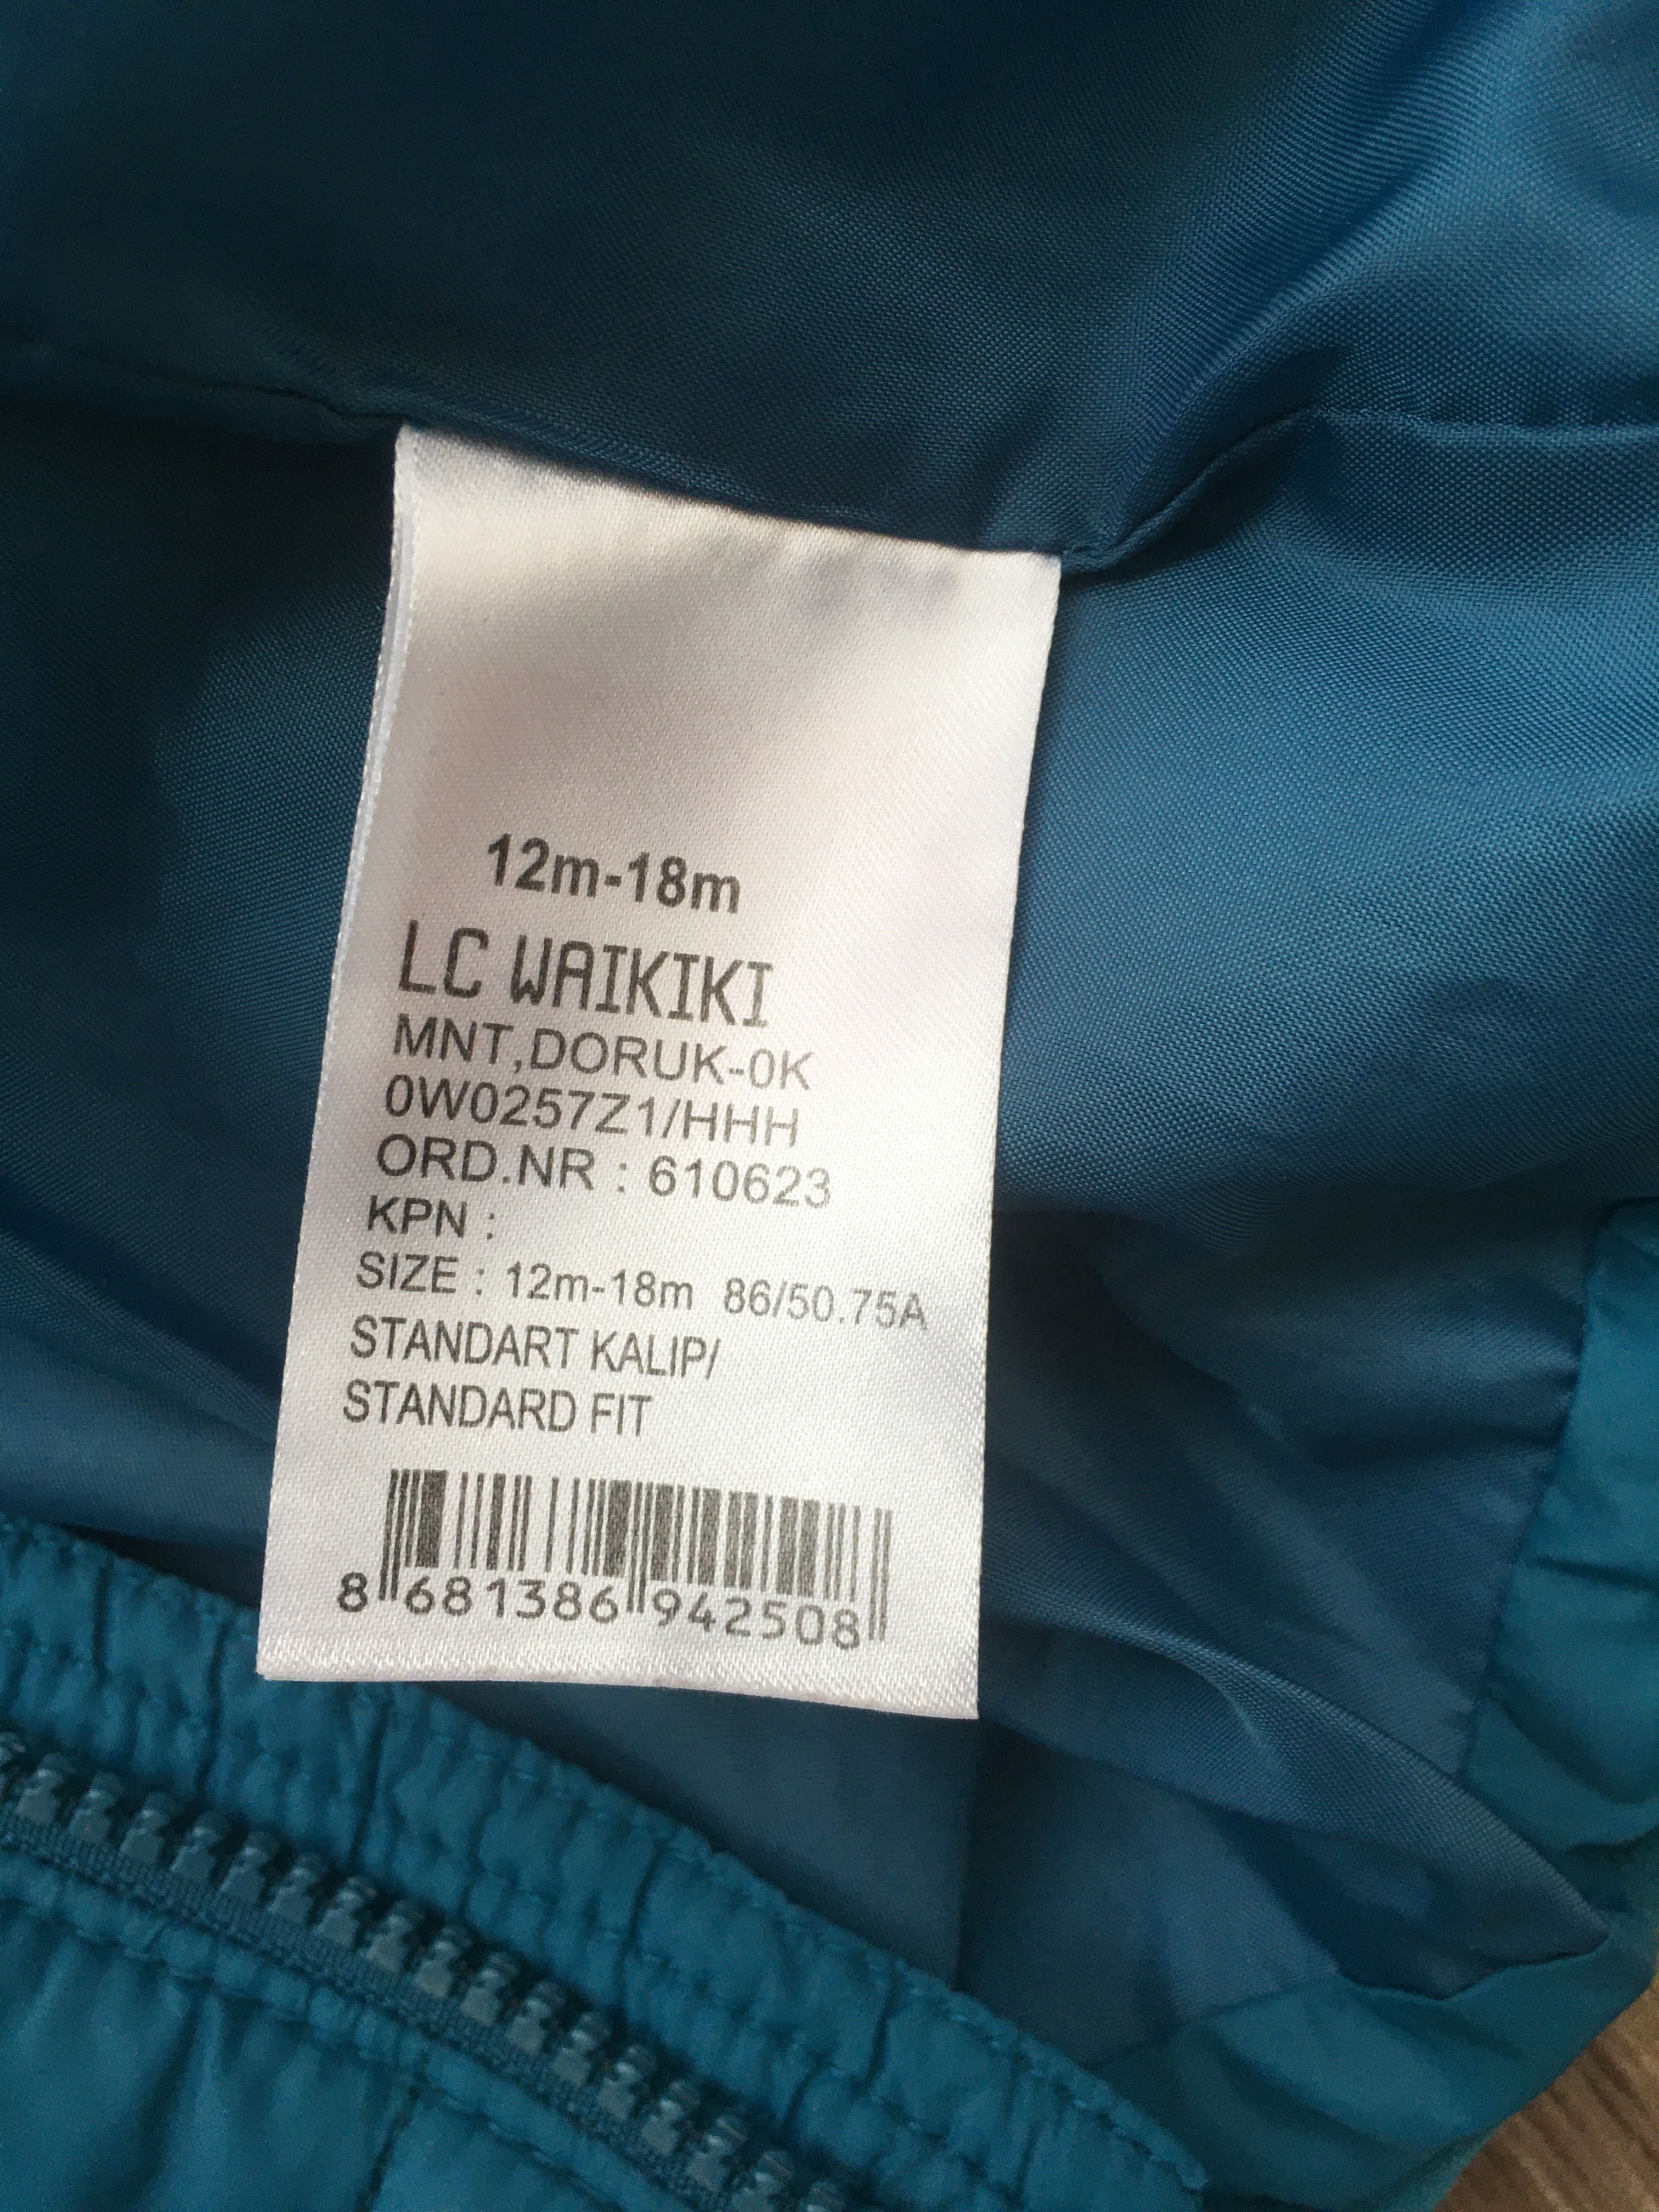 12m-18m
LC WAIKIKI
MNT,DORUK-0K
0W0257Z1/HHH
ORD.NR : 610623
KPN :
SIZE : 12m-18m 86/50.75A
STANDART KALIP/
STANDARD FIT
8 681386 942508